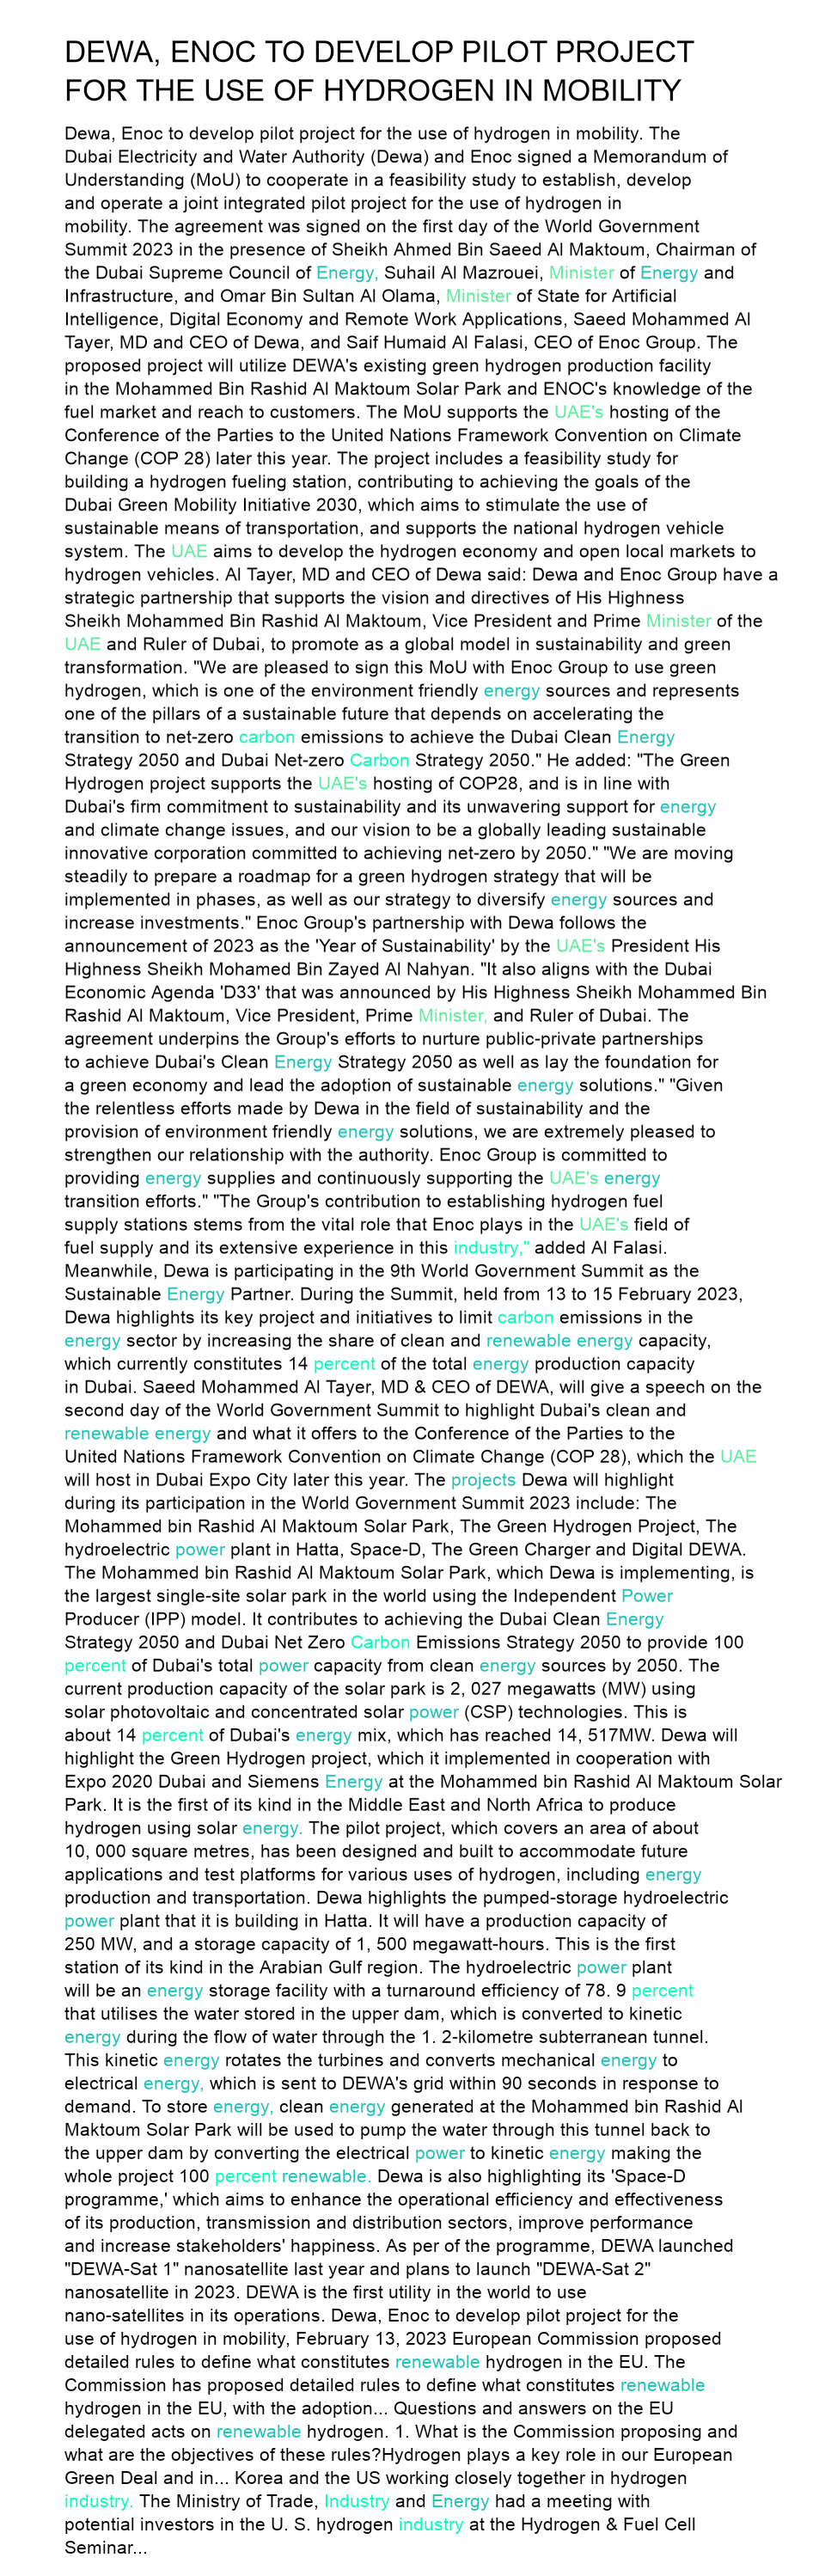 DEWA, ENOC TO DEVELOP PILOT PROJECT
FOR THE USE OF HYDROGEN IN MOBILITY
Dewa, Enoc to develop pilot project for the use of hydrogen in mobility. The
Dubai Electricity and Water Authority (Dewa) and Enoc signed a Memorandum of
Understanding (MoU) to cooperate in a feasibility study to establish, develop
and operate a joint integrated pilot project for the use of hydrogen in
mobility. The agreement was signed on the first day of the World Government
Summit 2023 in the presence of Sheikh Ahmed Bin Saeed Al Maktoum, Chairman of
the Dubai Supreme Council of Energy, Suhail Al Mazrouei, Minister of Energy and
Infrastructure, and Omar Bin Sultan Al Olama, Minister of State for Artificial
Intelligence, Digital Economy and Remote Work Applications, Saeed Mohammed Al
Tayer, MD and CEO of Dewa, and Saif Humaid Al Falasi, CEO of Enoc Group. The
proposed project will utilize DEWA's existing green hydrogen production facility
in the Mohammed Bin Rashid Al Maktoum Solar Park and ENOC's knowledge of the
fuel market and reach to customers. The MoU supports the UAE's hosting of the
Conference of the Parties to the United Nations Framework Convention on Climate
Change (COP 28) later this year. The project includes a feasibility study for
building a hydrogen fueling station, contributing to achieving the goals of the
Dubai Green Mobility Initiative 2030, which aims to stimulate the use of
sustainable means of transportation, and supports the national hydrogen vehicle
system. The UAE aims to develop the hydrogen economy and open local markets to
hydrogen vehicles. Al Tayer, MD and CEO of Dewa said: Dewa and Enoc Group have a
strategic partnership that supports the vision and directives of His Highness
Sheikh Mohammed Bin Rashid Al Maktoum, Vice President and Prime Minister of the
UAE and Ruler of Dubai, to promote as a global model in sustainability and green
transformation. "We are pleased to sign this MoU with Enoc Group to use green
hydrogen, which is one of the environment friendly energy sources and represents
one of the pillars of a sustainable future that depends on accelerating the
transition to net-zero carbon emissions to achieve the Dubai Clean Energy
Strategy 2050 and Dubai Net-zero Carbon Strategy 2050." He added: "The Green
Hydrogen project supports the UAE's hosting of COP28, and is in line with
Dubai's firm commitment to sustainability and its unwavering support for energy
and climate change issues, and our vision to be a globally leading sustainable
innovative corporation committed to achieving net-zero by 2050." "We are moving
steadily to prepare a roadmap for a green hydrogen strategy that will be
implemented in phases, as well as our strategy to diversify energy sources and
increase investments." Enoc Group's partnership with Dewa follows the
announcement of 2023 as the 'Year of Sustainability' by the UAE's President His
Highness Sheikh Mohamed Bin Zayed Al Nahyan. "It also aligns with the Dubai
Economic Agenda 'D33' that was announced by His Highness Sheikh Mohammed Bin
Rashid Al Maktoum, Vice President, Prime Minister, and Ruler of Dubai. The
agreement underpins the Group's efforts to nurture public-private partnerships
to achieve Dubai's Clean Energy Strategy 2050 as well as lay the foundation for
a green economy and lead the adoption of sustainable energy solutions." "Given
the relentless efforts made by Dewa in the field of sustainability and the
provision of environment friendly energy solutions, we are extremely pleased to
strengthen our relationship with the authority. Enoc Group is committed to
providing energy supplies and continuously supporting the UAE's energy
transition efforts." "The Group's contribution to establishing hydrogen fuel
supply stations stems from the vital role that Enoc plays in the UAE's field of
fuel supply and its extensive experience in this industry," added Al Falasi.
Meanwhile, Dewa is participating in the 9th World Government Summit as the
Sustainable Energy Partner. During the Summit, held from 13 to 15 February 2023,
Dewa highlights its key project and initiatives to limit carbon emissions in the
energy sector by increasing the share of clean and renewable energy capacity,
which currently constitutes 14 percent of the total energy production capacity
in Dubai. Saeed Mohammed Al Tayer, MD & CEO of DEWA, will give a speech on the
second day of the World Government Summit to highlight Dubai's clean and
renewable energy and what it offers to the Conference of the Parties to the
United Nations Framework Convention on Climate Change (COP 28), which the UAE
will host in Dubai Expo City later this year. The projects Dewa will highlight
during its participation in the World Government Summit 2023 include: The
Mohammed bin Rashid Al Maktoum Solar Park, The Green Hydrogen Project, The
hydroelectric power plant in Hatta, Space-D, The Green Charger and Digital DEWA.
The Mohammed bin Rashid Al Maktoum Solar Park, which Dewa is implementing, is
the largest single-site solar park in the world using the Independent Power
Producer (IPP) model. It contributes to achieving the Dubai Clean Energy
Strategy 2050 and Dubai Net Zero Carbon Emissions Strategy 2050 to provide 100
percent of Dubai's total power capacity from clean energy sources by 2050. The
current production capacity of the solar park is 2, 027 megawatts (MW) using
solar photovoltaic and concentrated solar power (CSP) technologies. This is
about 14 percent of Dubai's energy mix, which has reached 14, 517MW. Dewa will
highlight the Green Hydrogen project, which it implemented in cooperation with
Expo 2020 Dubai and Siemens Energy at the Mohammed bin Rashid Al Maktoum Solar
Park. It is the first of its kind in the Middle East and North Africa to produce
hydrogen using solar energy. The pilot project, which covers an area of about
10, 000 square metres, has been designed and built to accommodate future
applications and test platforms for various uses of hydrogen, including energy
production and transportation. Dewa highlights the pumped-storage hydroelectric
power plant that it is building in Hatta. It will have a production capacity of
250 MW, and a storage capacity of 1, 500 megawatt-hours. This is the first
station of its kind in the Arabian Gulf region. The hydroelectric power plant
will be an energy storage facility with a turnaround efficiency of 78. 9 percent
that utilises the water stored in the upper dam, which is converted to kinetic
energy during the flow of water through the 1. 2-kilometre subterranean tunnel.
This kinetic energy rotates the turbines and converts mechanical energy to
electrical energy, which is sent to DEWA's grid within 90 seconds in response to
demand. To store energy, clean energy generated at the Mohammed bin Rashid Al
Maktoum Solar Park will be used to pump the water through this tunnel back to
the upper dam by converting the electrical power to kinetic energy making the
whole project 100 percent renewable. Dewa is also highlighting its 'Space-D
programme,' which aims to enhance the operational efficiency and effectiveness
of its production, transmission and distribution sectors, improve performance
and increase stakeholders' happiness. As per of the programme, DEWA launched
"DEWA-Sat 1" nanosatellite last year and plans to launch "DEWA-Sat 2"
nanosatellite in 2023. DEWA is the first utility in the world to use
nano-satellites in its operations. Dewa, Enoc to develop pilot project for the
use of hydrogen in mobility, February 13, 2023 European Commission proposed
detailed rules to define what constitutes renewable hydrogen in the EU. The
Commission has proposed detailed rules to define what constitutes renewable
hydrogen in the EU, with the adoption... Questions and answers on the EU
delegated acts on renewable hydrogen. 1. What is the Commission proposing and
what are the objectives of these rules?Hydrogen plays a key role in our European
Green Deal and in... Korea and the US working closely together in hydrogen
industry. The Ministry of Trade, Industry and Energy had a meeting with
potential investors in the U. S. hydrogen industry at the Hydrogen & Fuel Cell
Seminar...